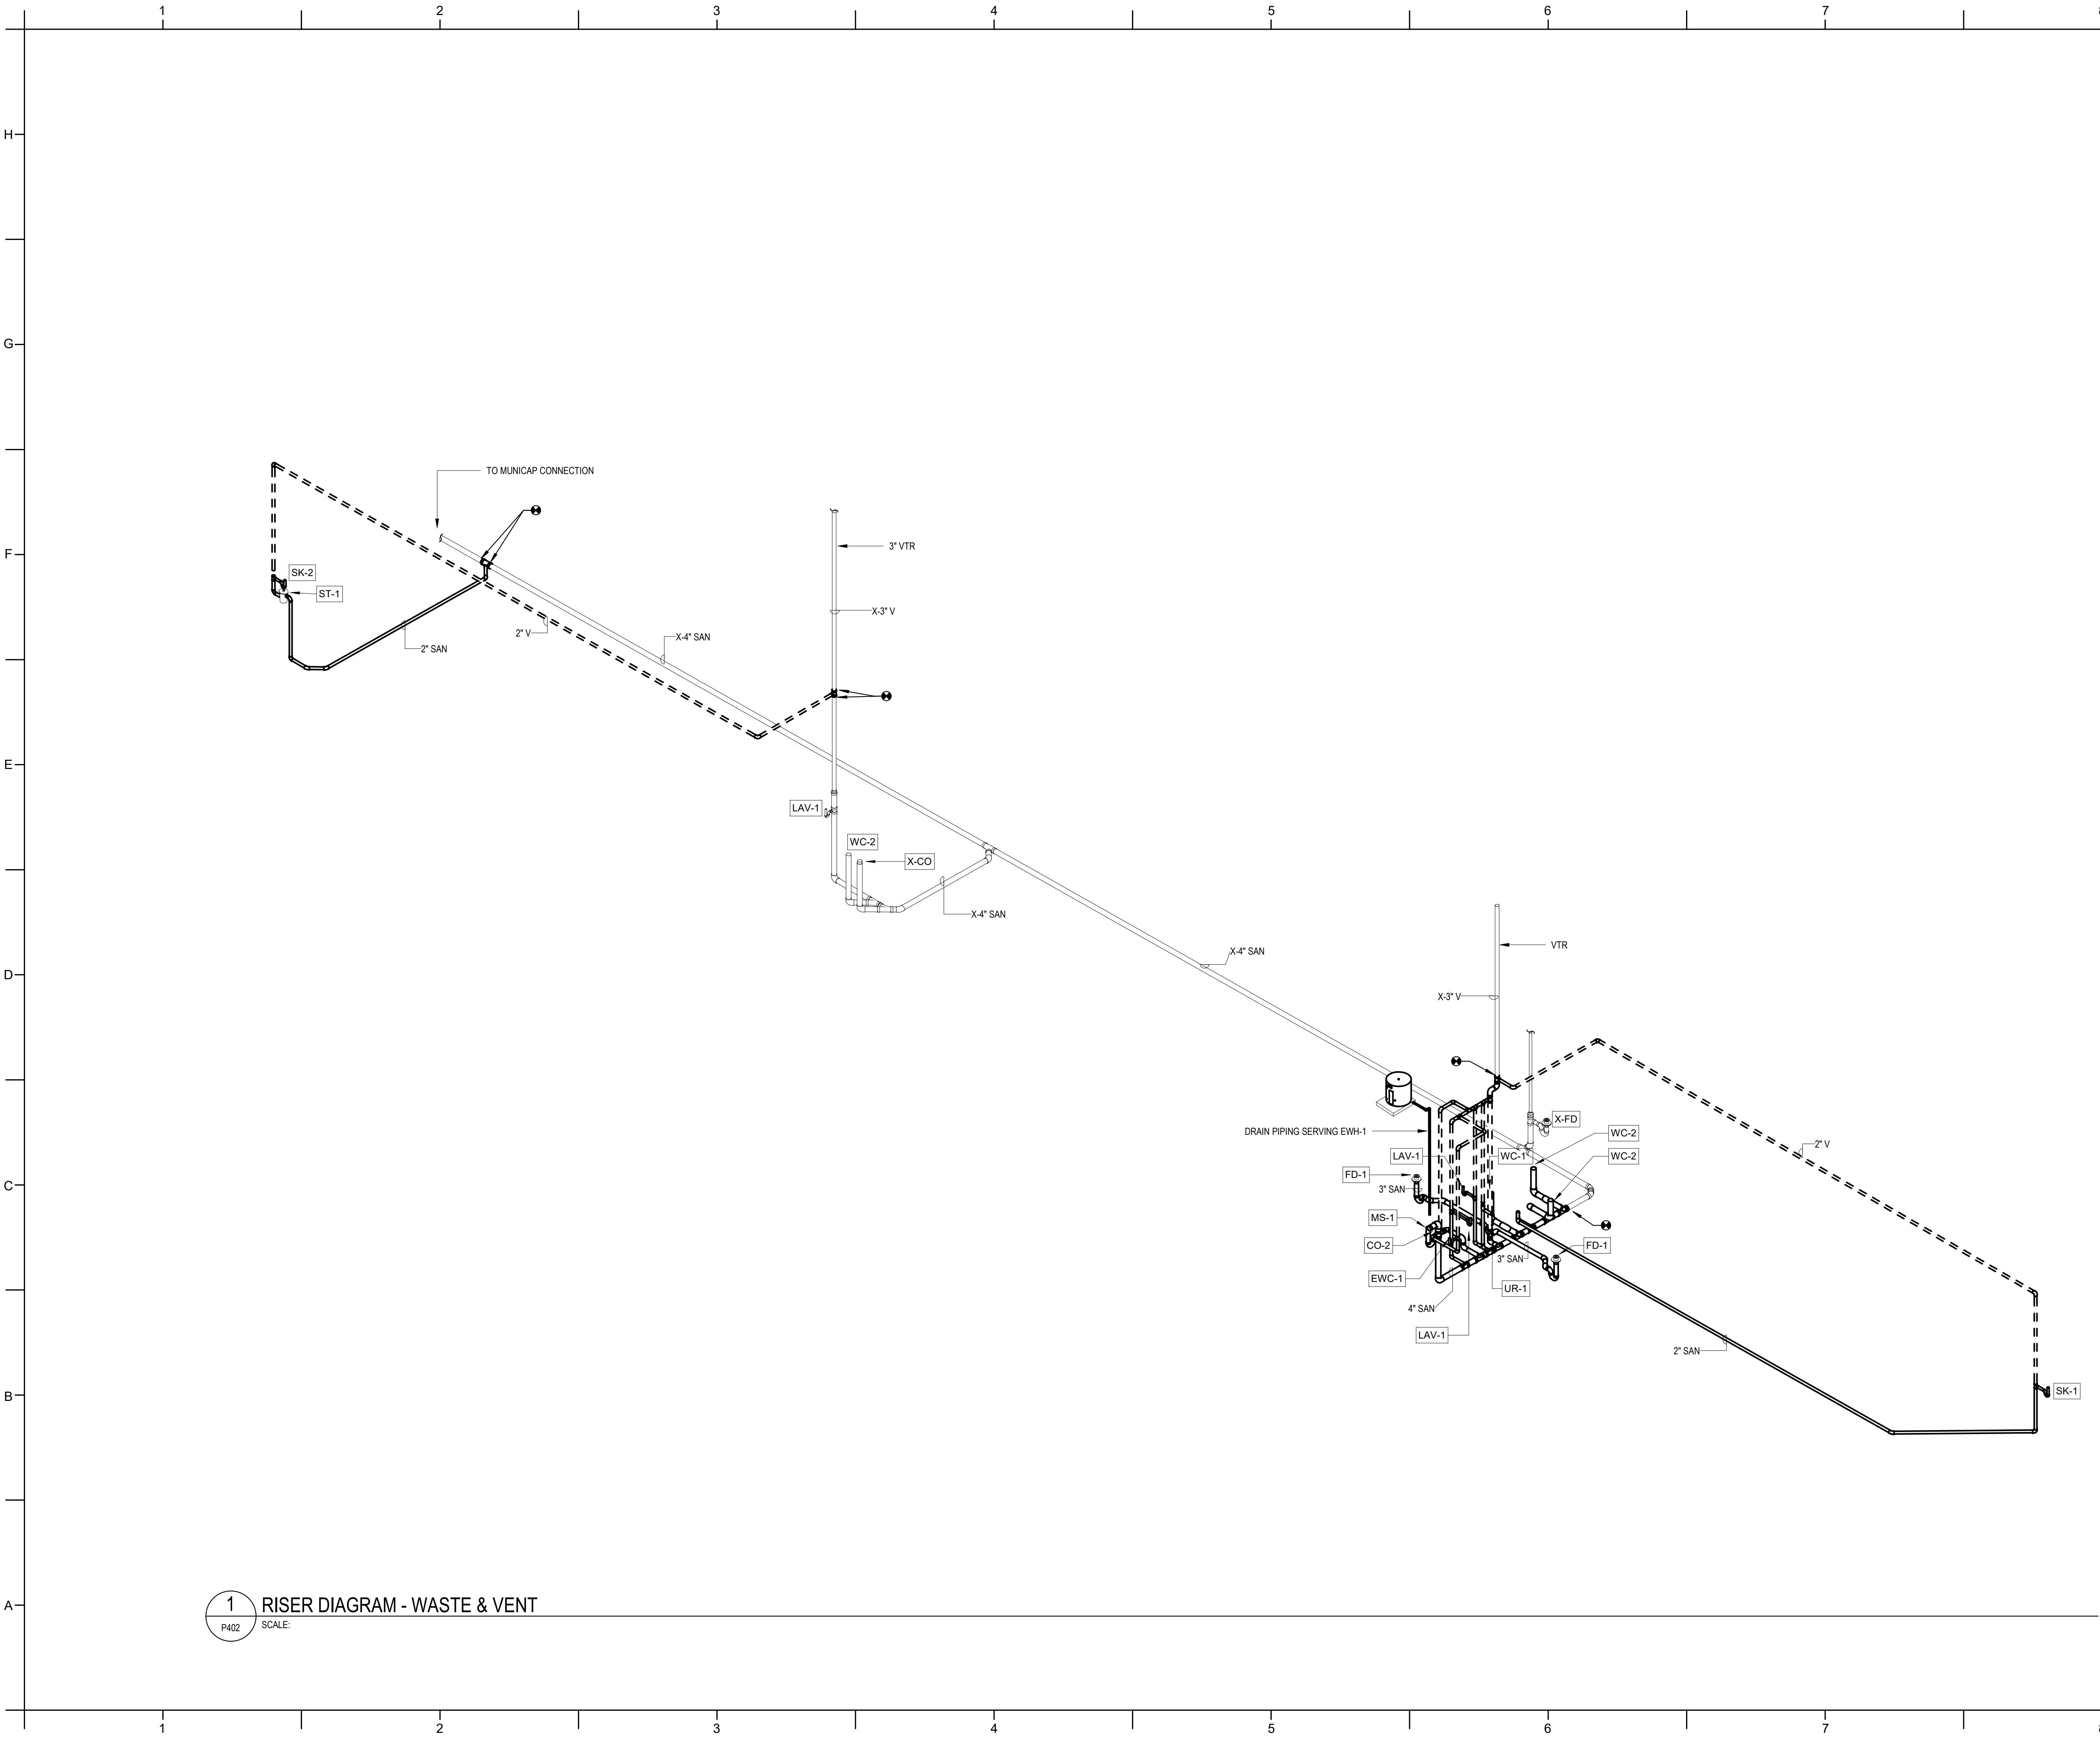 1 2 3 4 5 6 7
H
G
TO MUNICAP CONNECTION
F
3" VTR
SK-2
ST-1
X-3" V
2" V
X-4" SAN
2" SAN
E
LAV-1
WC-2
X-CO
X-4" SAN
VTR
X-4" SAN
D
X-3" V
X-FD
DRAIN PIPING SERVING EWH-1
WC-2
2" V
LAV-1
WC-1
WC-2
FD-1
C
3" SAN
MS-1
CO-2
FD-1
3" SAN
EWC-1
UR-1
4" SAN
LAV-1
2" SAN
B
SK-1
1
RISER DIAGRAM - WASTE & VENT
A
P402
SCALE:
1 2 3 4 5 6 7